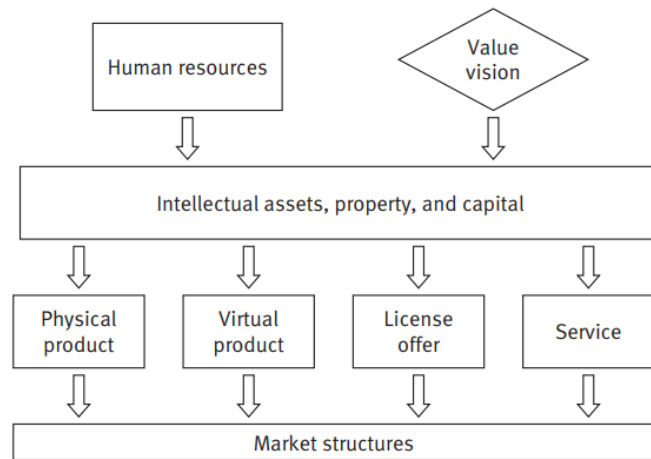 Human resources
Value
vision
Intellectual assets, property, and capital
Physical
product
Virtual
product
License
offer
Service
Market structures